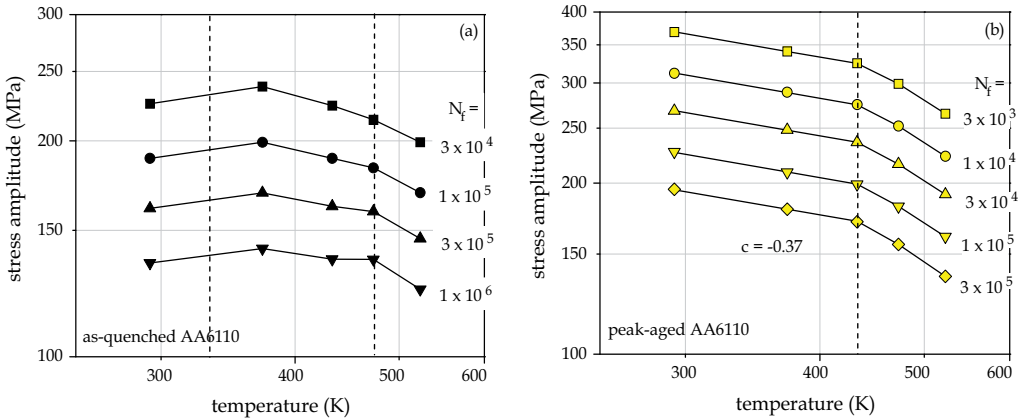 300
250
200
150
100
stress amplitude (MPa)
(a)
N_f =
3 x 10^4
1 x 10^5
3 x 10^5
1 x 10^6
as-quenched AA6110
300
400
500
600
temperature (K)
400
350
300
250
200
150
100
stress amplitude (MPa)
(b)
N_f =
3 x 10^3
1 x 10^4
3 x 10^4
1 x 10^5
3 x 10^5
c = -0.37
peak-aged AA6110
300
400
500
600
temperature (K)